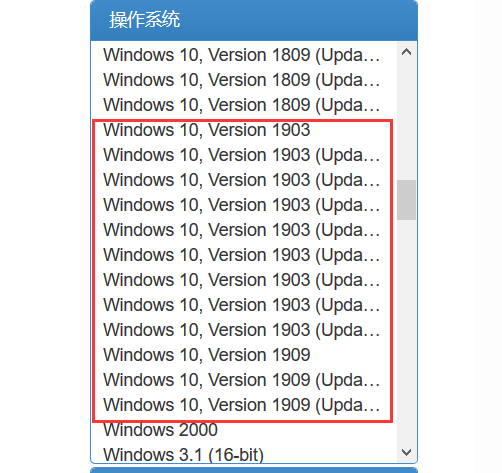 操作系统
Windows 10, Version 1809 (Upda…
Windows 10, Version 1809 (Upda…
Windows 10, Version 1809 (Upda…
Windows 10, Version 1903
Windows 10, Version 1903 (Upda…
Windows 10, Version 1903 (Upda…
Windows 10, Version 1903 (Upda…
Windows 10, Version 1903 (Upda…
Windows 10, Version 1903 (Upda…
Windows 10, Version 1903 (Upda…
Windows 10, Version 1903 (Upda…
Windows 10, Version 1903 (Upda…
Windows 10, Version 1909
Windows 10, Version 1909 (Upda…
Windows 10, Version 1909 (Upda…
Windows 2000
Windows 3.1 (16-bit)